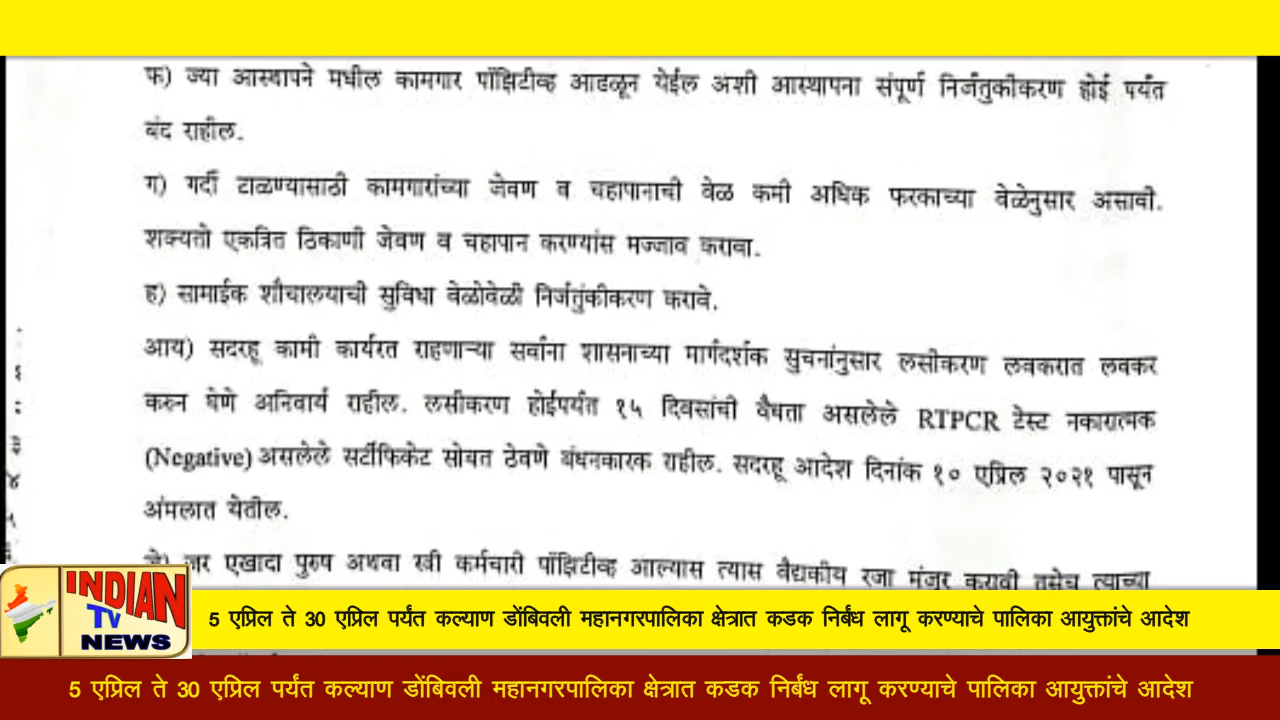 फ) ज्या आस्थापने मधील कामगार पॉझिटीव्ह आढळून येईल अशी आस्थापना संपूर्ण निर्जंतुकीकरण होई पर्यंत
बंद राहील.
ग) गर्दी टाळण्यासाठी कामगारांच्या जेवण व चहापानाची वेळ कमी अधिक फरकाच्या वेळेनुसार असावी.
शक्यतो एकत्रित ठिकाणी जेवण व चहापान करण्यांस मज्जाव करावा.
ह) सामाईक शौचालयाची सुविधा वेळोवेळी निर्जंतुंकीकरण करावे.
आय) सदरहू कामी कार्यरत राहणाऱ्या सर्वांना शासनाच्या मार्गदर्शक सुचनांनुसार लसीकरण लवकरात लवकर
करुन घेणे अनिवार्य राहील. लसीकरण होईपर्यंत १५ दिवसांची वैधता असलेले RTPCR टेस्ट नकारात्मक
(Negative) असलेले सर्टीफिकेट सोबत ठेवणे बंधनकारक राहील. सदरहू आदेश दिनांक १० एप्रिल २०२१ पासून
अंमलात येतील.
जे) जर एखादा पुरुष अथवा स्त्री कर्मचारी पॉझिटीव्ह आल्यास त्यास वैद्यकीय रजा मंजूर करावी तसेच त्याच्या
३
४
५
INDIAN
TV
NEWS
5 एप्रिल ते 30 एप्रिल पर्यंत कल्याण डोंबिवली महानगरपालिका क्षेत्रात कडक निर्बंध लागू करण्याचे पालिका आयुक्तांचे आदेश
5 एप्रिल ते 30 एप्रिल पर्यंत कल्याण डोंबिवली महानगरपालिका क्षेत्रात कडक निर्बंध लागू करण्याचे पालिका आयुक्तांचे आदेश